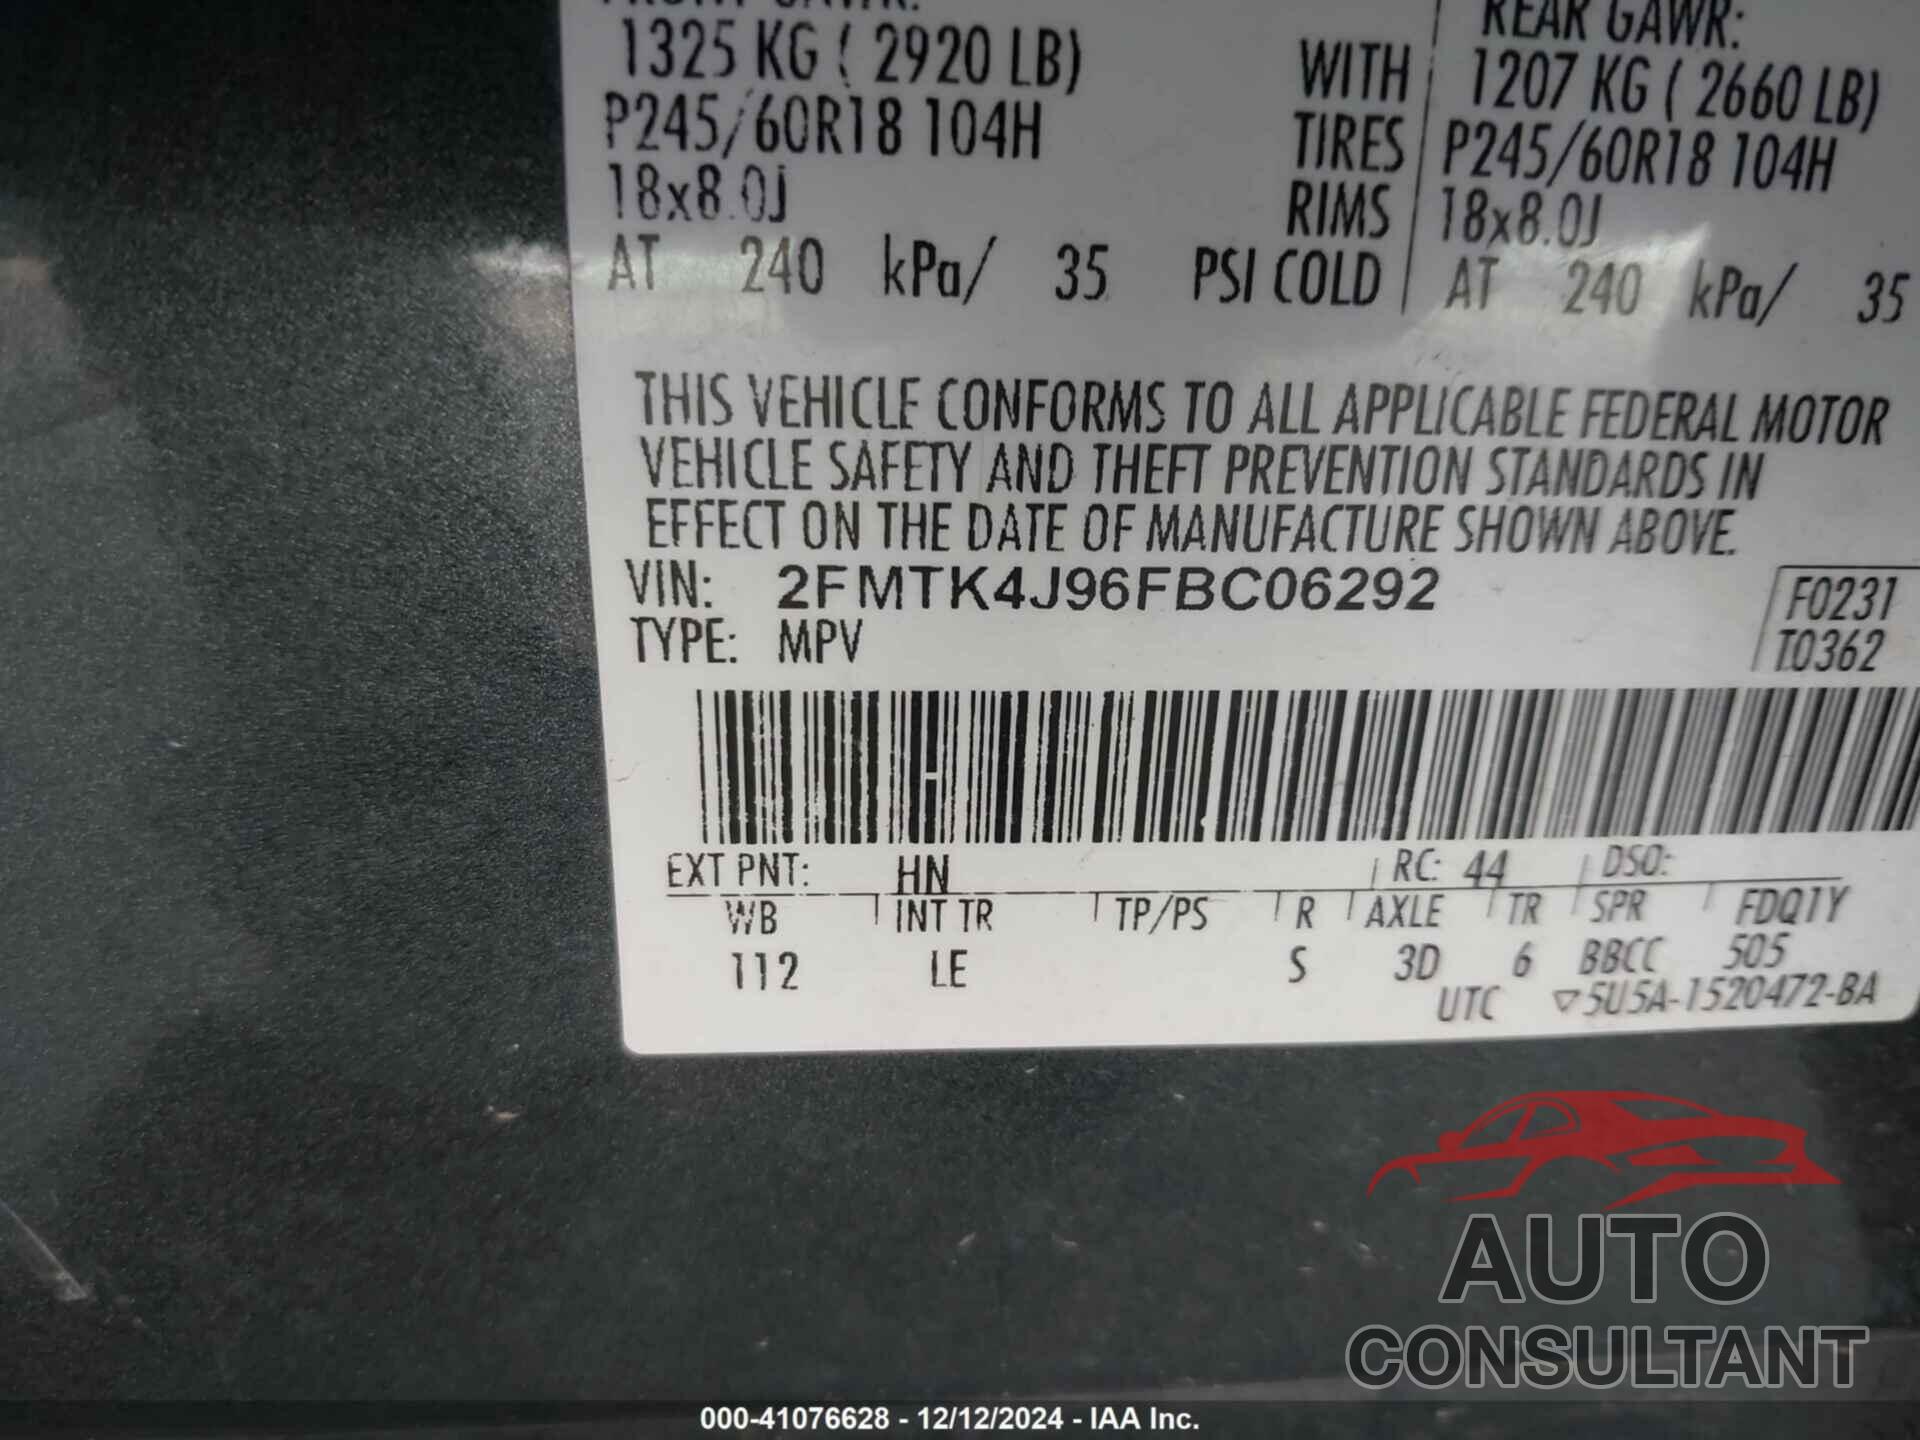 1325 KG ( 2920 LB)
P245/60R18 104H
18x8.0J
AT 240 kPa/ 35 PSI COLD
WITH
TIRES
RIMS
REAR GAWR:
1207 KG ( 2660 LB)
P245/60R18 104H
18x8.0J
AT 240 kPa/ 35
THIS VEHICLE CONFORMS TO ALL APPLICABLE FEDERAL MOTOR
VEHICLE SAFETY AND THEFT PREVENTION STANDARDS IN
EFFECT ON THE DATE OF MANUFACTURE SHOWN ABOVE.
VIN: 2FMTK4J96FBC06292
TYPE: MPV
F0231
T0362
EXT PNT: HN RC: 44 DSO:
WB INT TR TP/PS R AXLE TR SPR FDQ1Y
112 LE S 3D 6 BBCC 505
UTC ▽5U5A-1520472-BA
AUTO
CONSULTANT
000-41076628 - 12/12/2024 - IAA Inc.